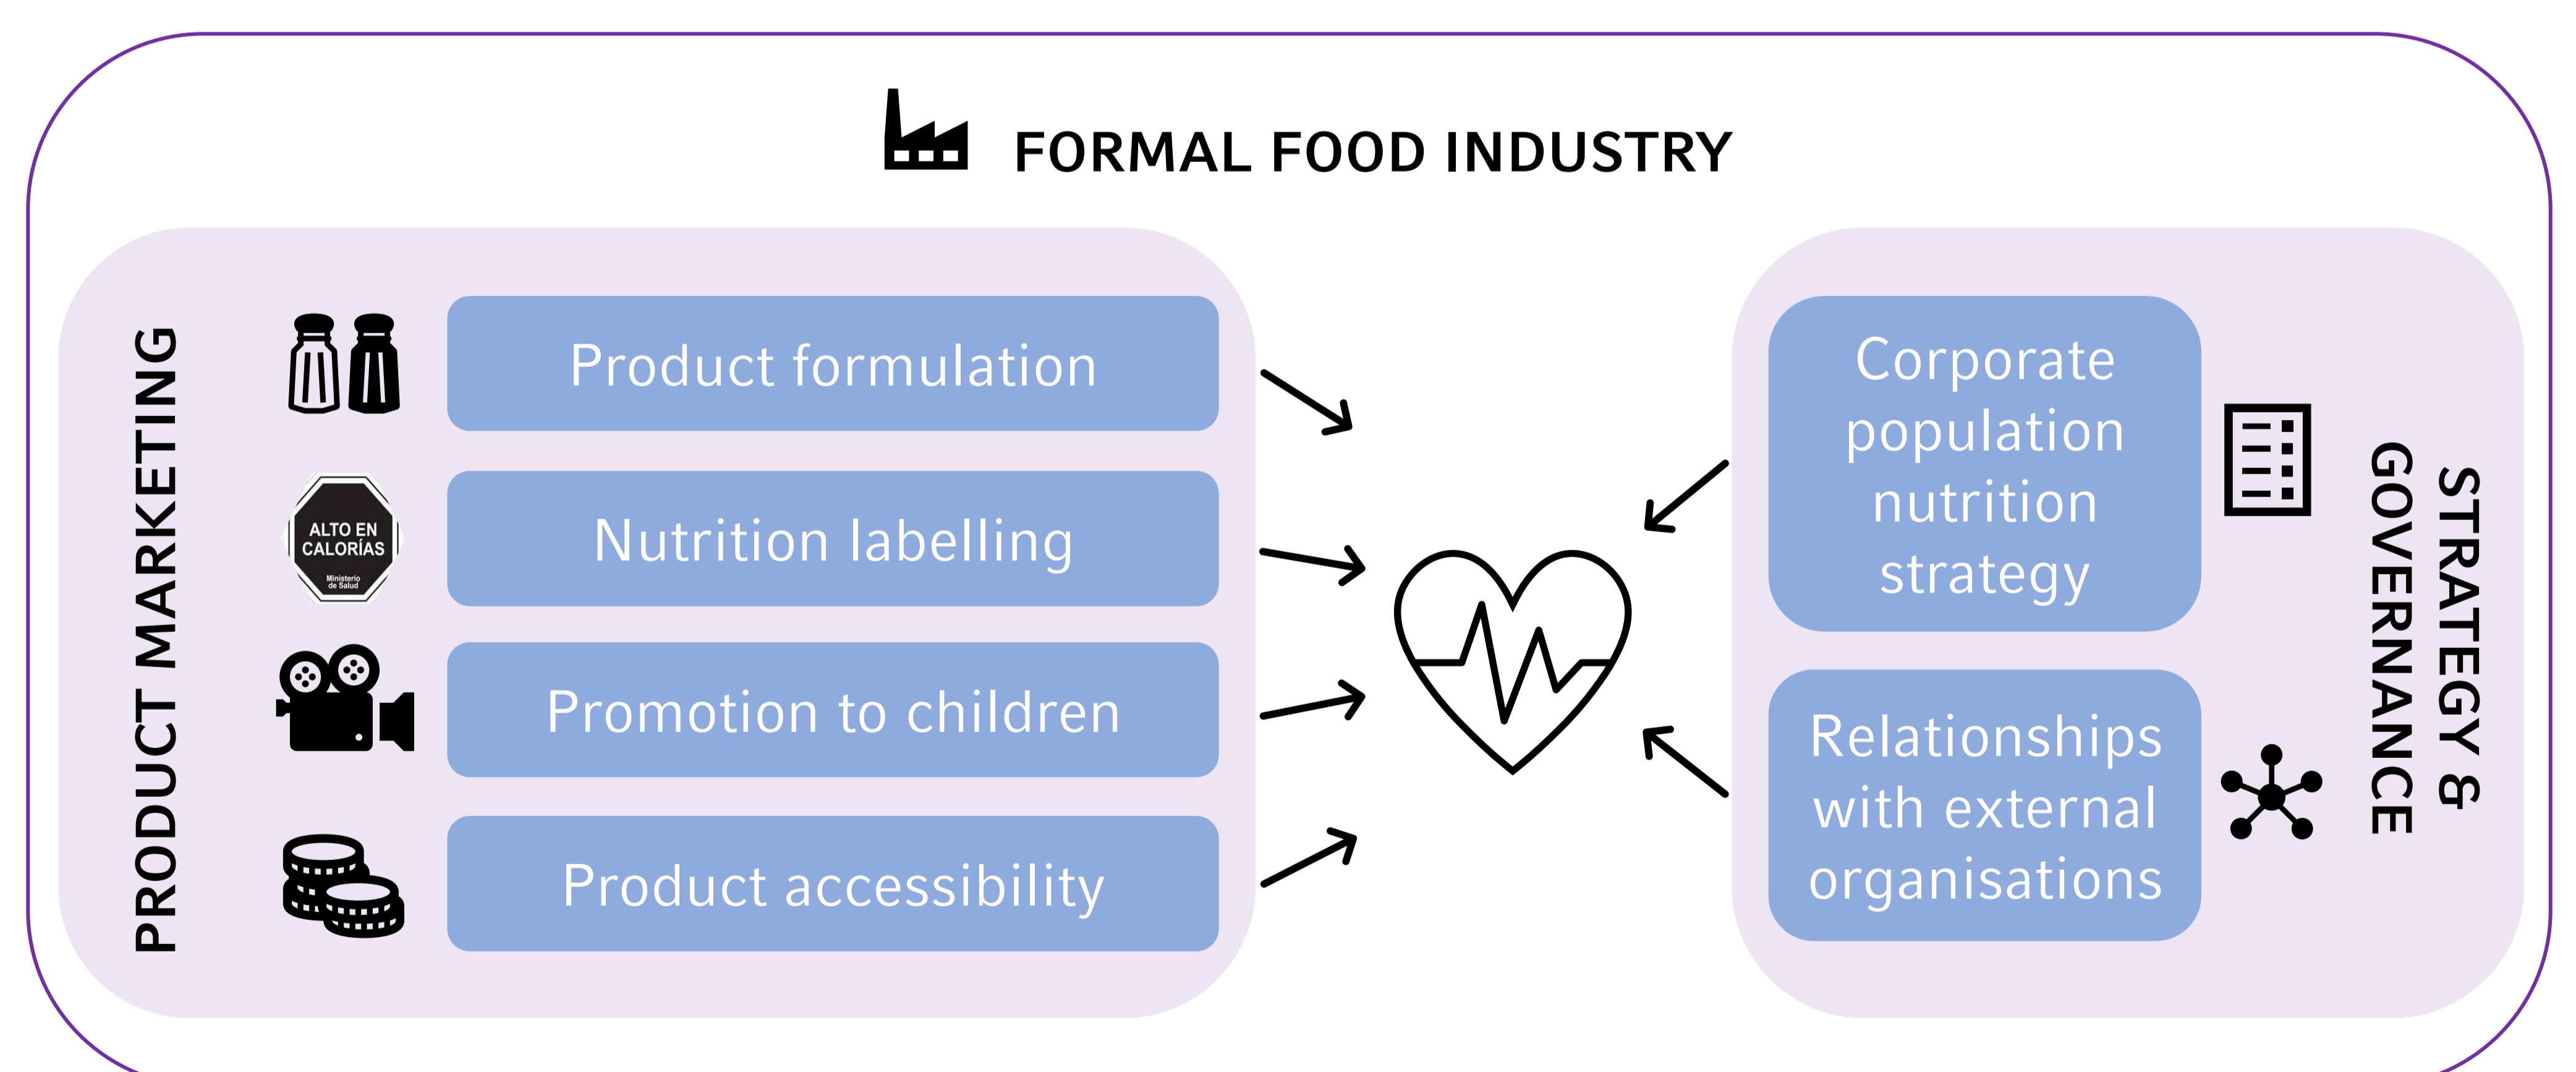 FORMAL FOOD INDUSTRY
PRODUCT MARKETING
Product formulation
ALTO EN
CALORÍAS
Ministerio
de Salud
Nutrition labelling
Promotion to children
Product accessibility
Corporate
population
nutrition
strategy
Relationships
with external
organisations
STRATEGY &
GOVERNANCE